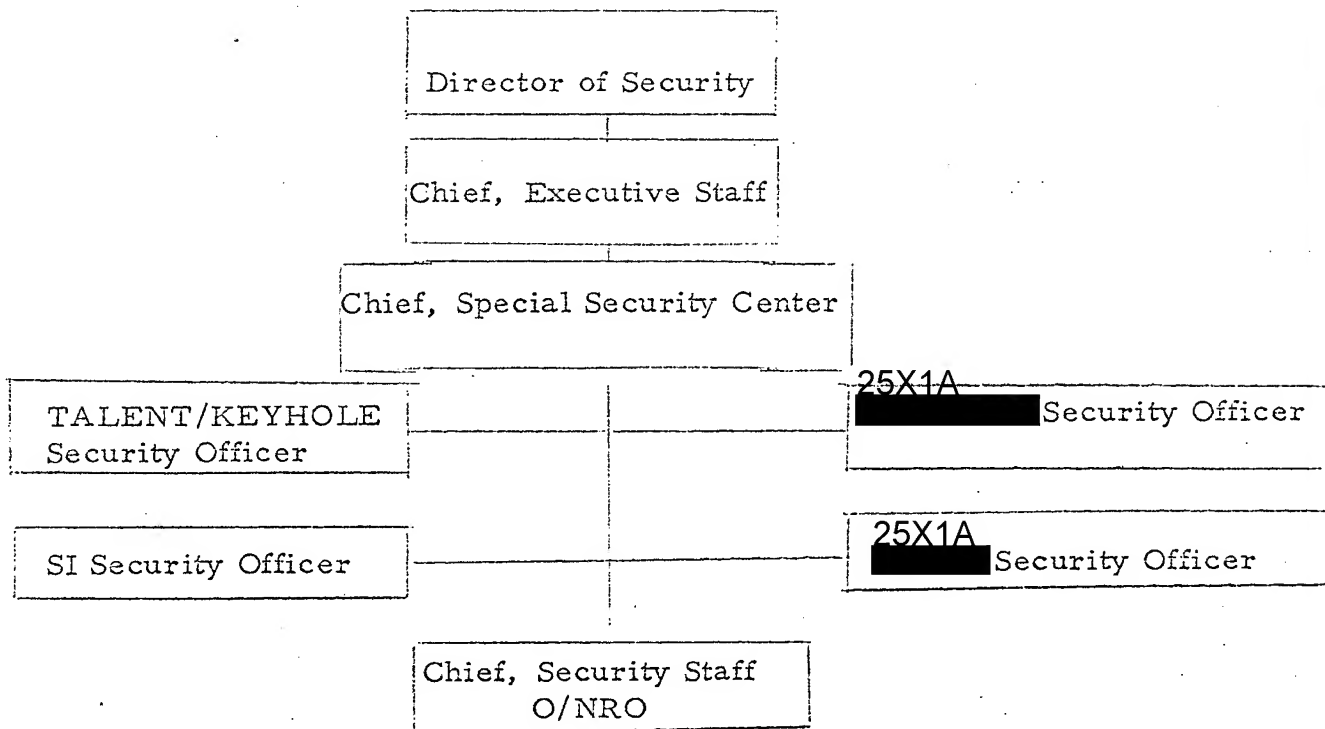 Director of Security
Chief, Executive Staff
Chief, Special Security Center
TALENT/KEYHOLE
Security Officer
25X1A
Security Officer
SI Security Officer
25X1A
Security Officer
Chief, Security Staff
O/NRO